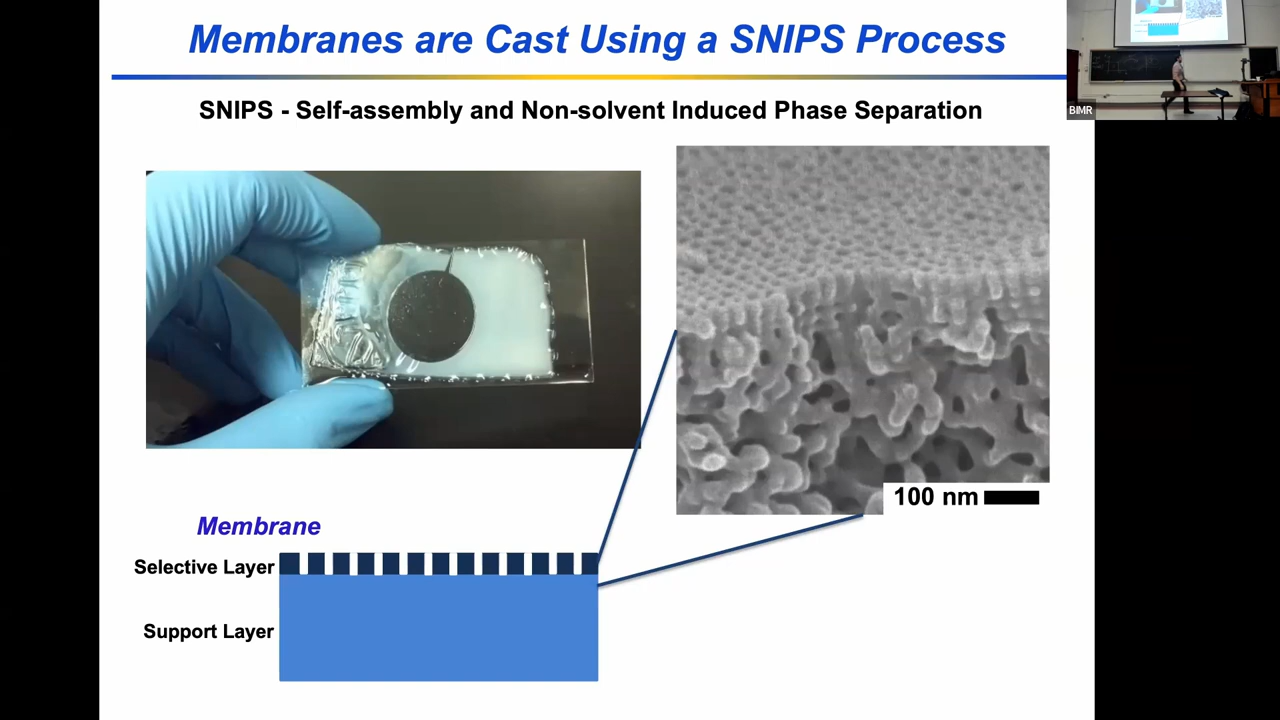 Membranes are Cast Using a SNIPS Process
BIMR
SNIPS - Self-assembly and Non-solvent Induced Phase Separation
100 nm
Membrane
Selective Layer
Support Layer